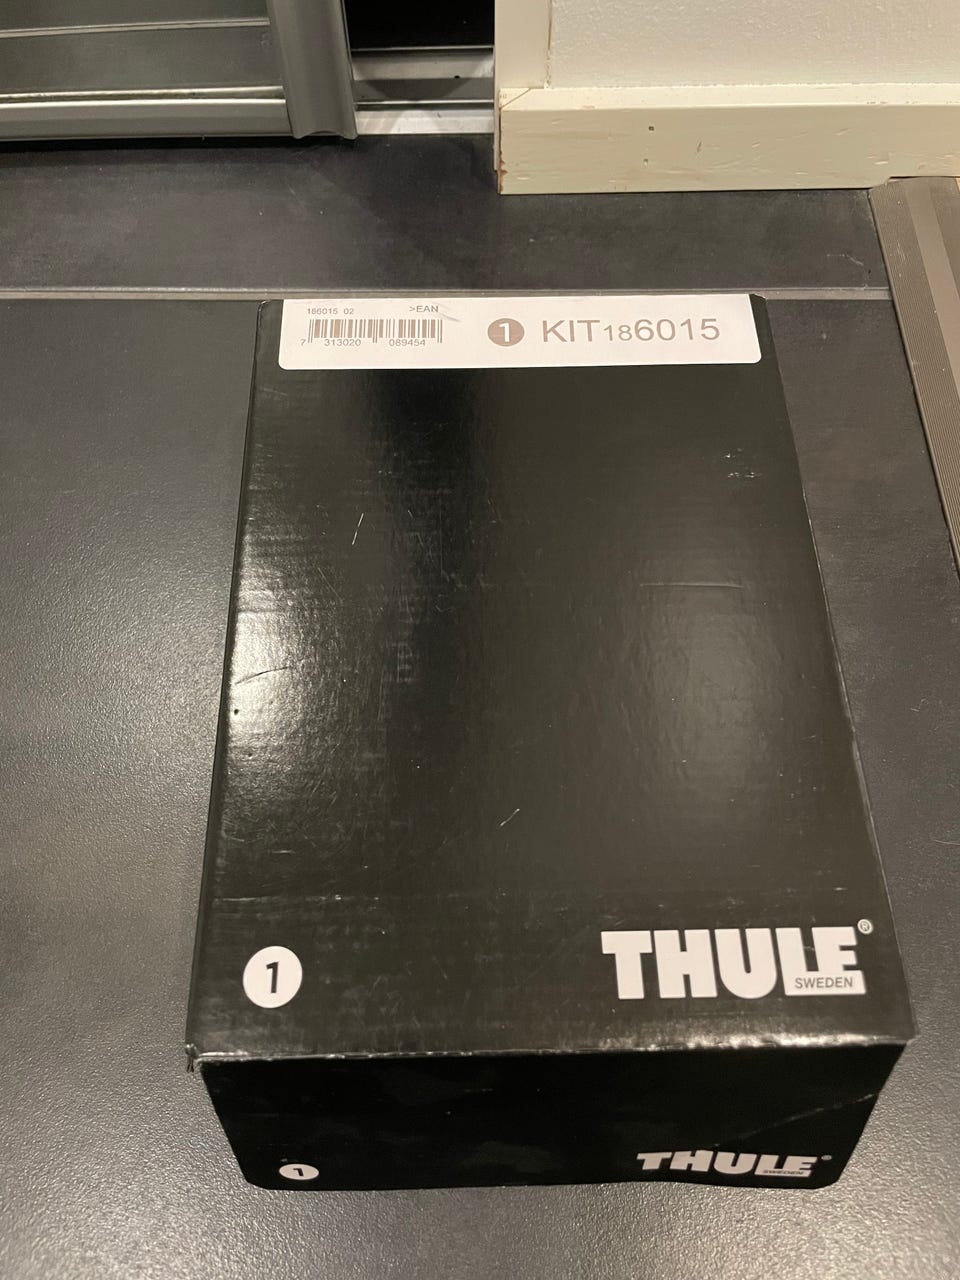 186015 02 >EAN
7 313020 089454
1 KIT186015
1
THULE®
SWEDEN
1
THULE®
SWEDEN